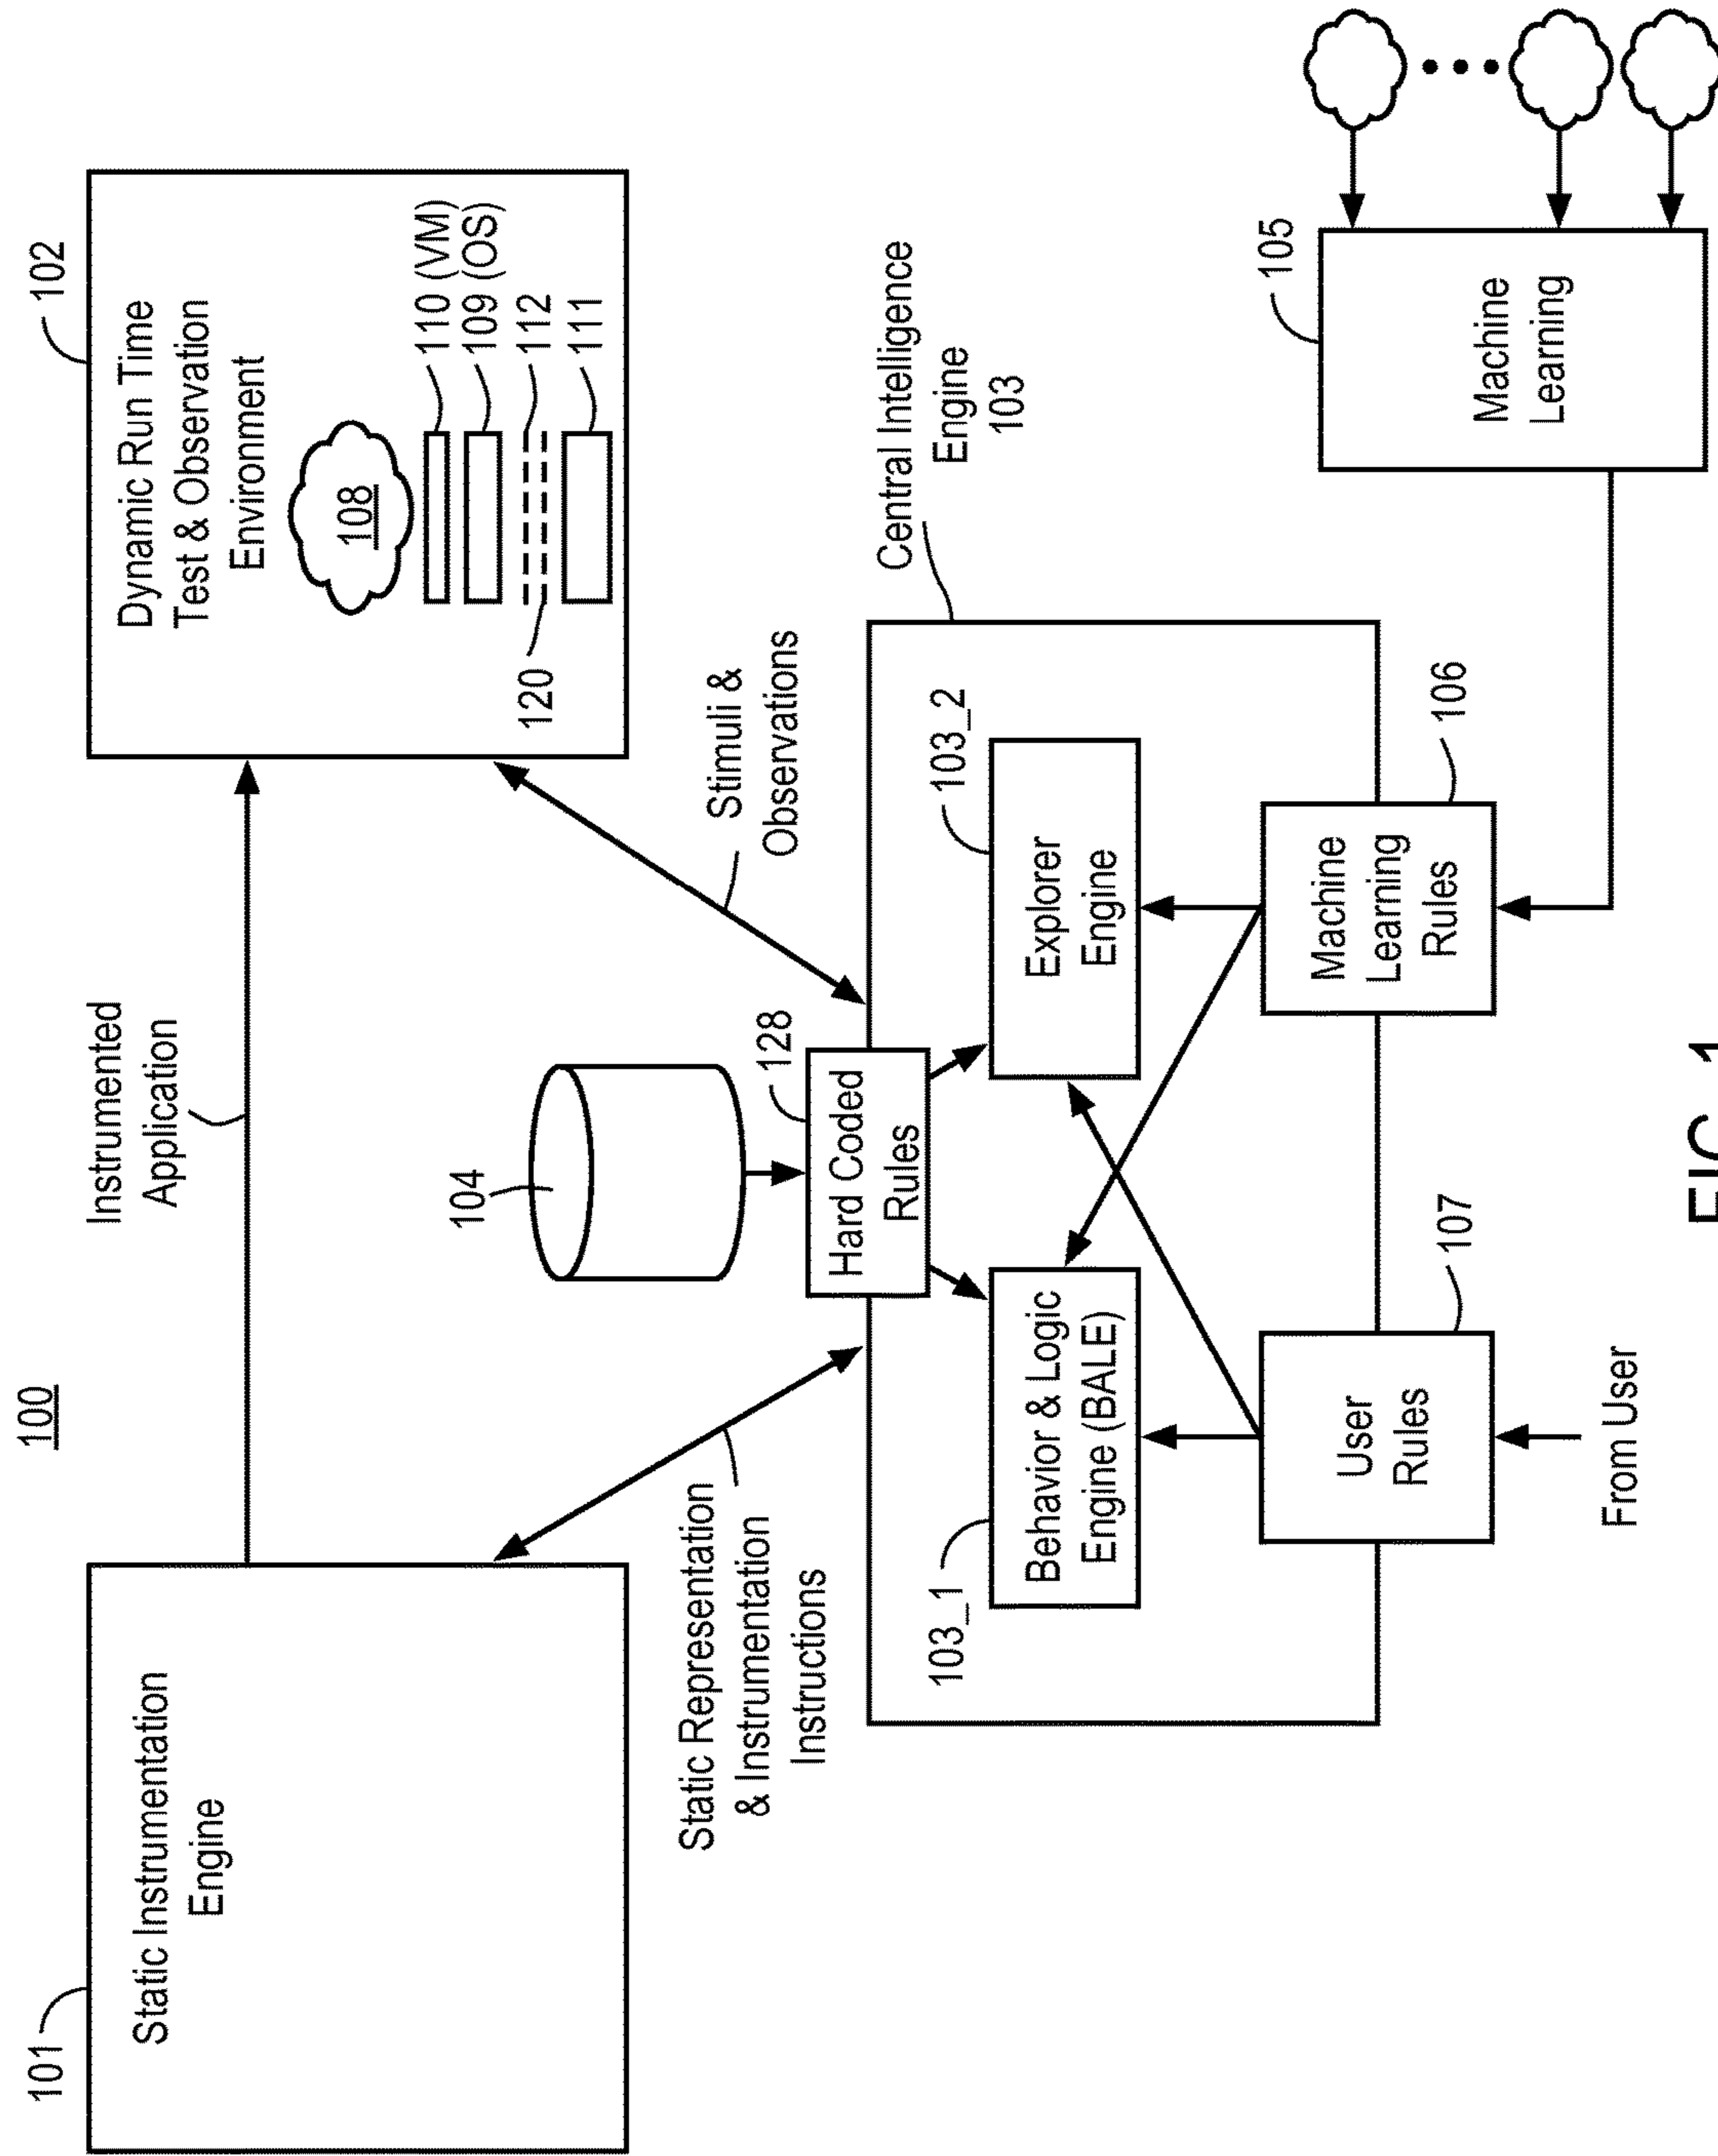 100
101
Static Instrumentation
Engine
Instrumented
Application
102
Dynamic Run Time
Test & Observation
Environment
108
110 (VM)
109 (OS)
112
111
120
Static Representation
& Instrumentation
Instructions
104
128
Hard Coded
Rules
Stimuli &
Observations
Central Intelligence
Engine
103
103_1
Behavior & Logic
Engine (BALE)
103_2
Explorer
Engine
User
Rules
107
From User
Machine
Learning
Rules
106
105
Machine
Learning
FIG. 1